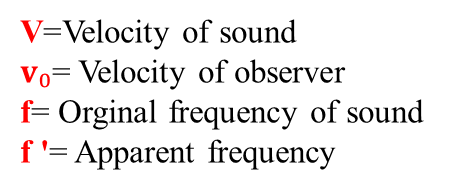 V=Velocity of sound
v₀= Velocity of observer
f= Orginal frequency of sound
f '= Apparent frequency